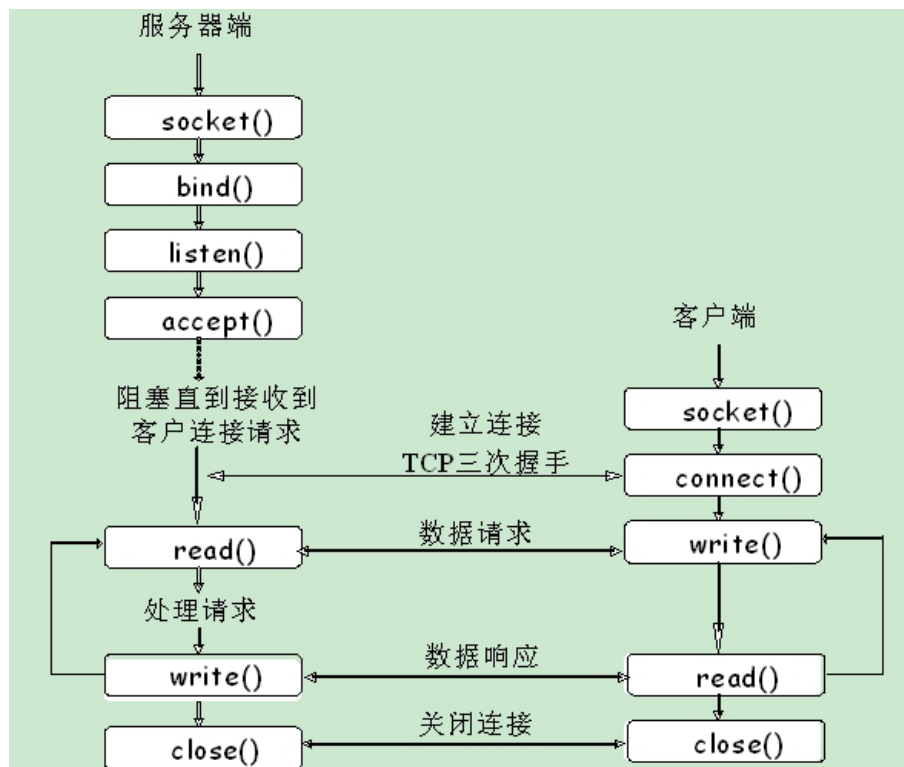 服务器端
socket()
bind()
listen()
accept()
阻塞直到接收到
客户连接请求
read()
处理请求
write()
close()
建立连接
TCP三次握手
数据请求
数据响应
关闭连接
客户端
socket()
connect()
write()
read()
close()